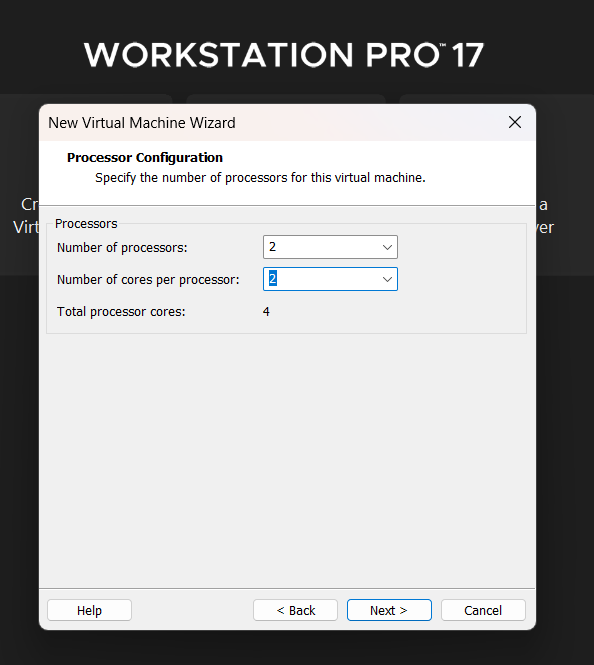 WORKSTATION PRO™ 17
New Virtual Machine Wizard
Processor Configuration
Specify the number of processors for this virtual machine.
Cr
a
Virt
er
Processors
Number of processors:
2
Number of cores per processor:
2
Total processor cores:
4
Help
< Back
Next >
Cancel